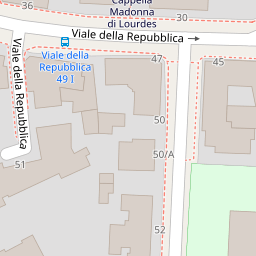 Cappella
Madonna
di Lourdes
36
30
Viale della Repubblica
Viale della
Repubblica
49 I
47
45
Viale della Repubblica
50
50/A
51
52